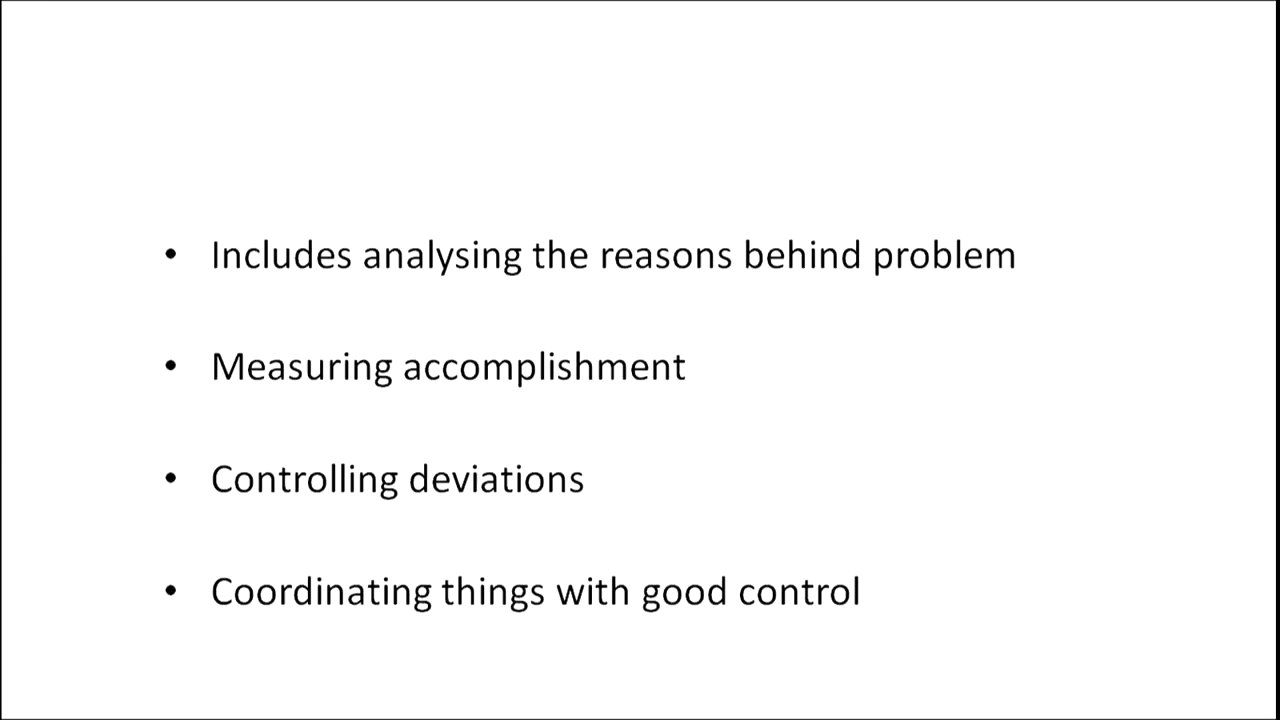 • Includes analysing the reasons behind problem
• Measuring accomplishment
• Controlling deviations
• Coordinating things with good control